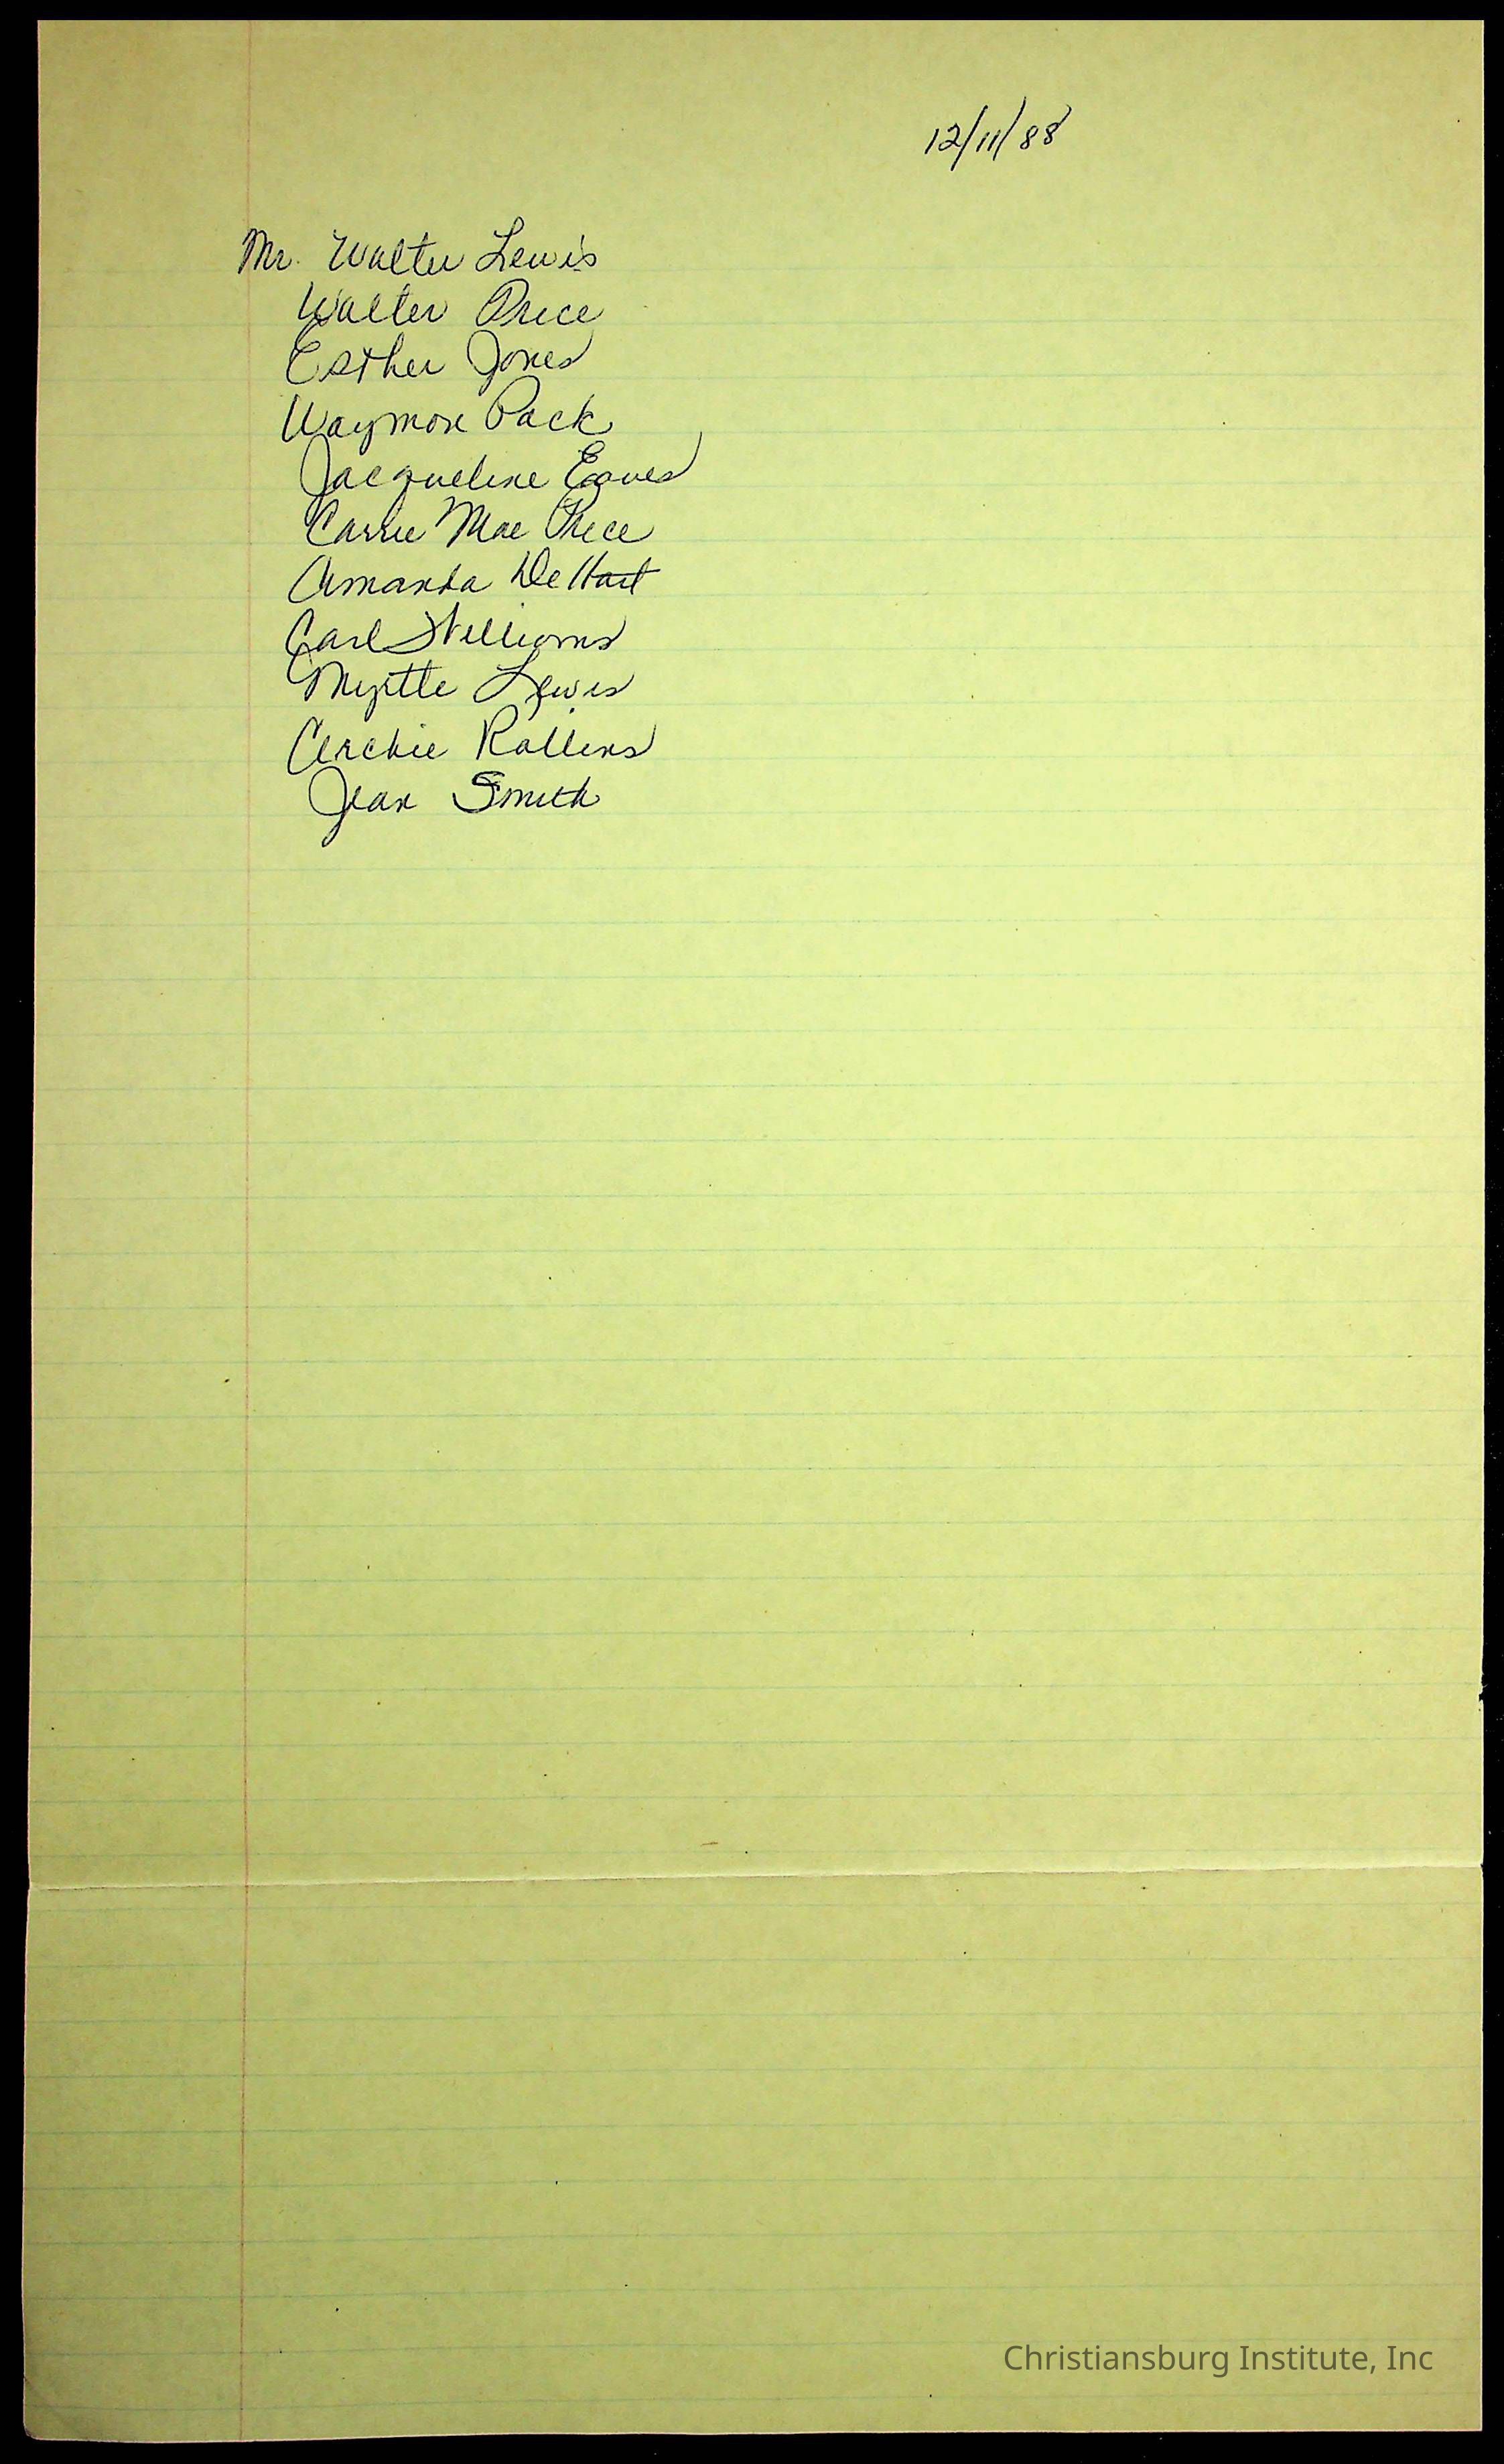 12/11/88
Mr. Walter Lewis
Walter Price
Esther Jones
Waymon Pack
Jacqueline Eaves
Carrie Mae Price
Amanda DeHart
Carl Williams
Myrtle Lewis
Archie Rollins
Jean Smith
Christiansburg Institute, Inc